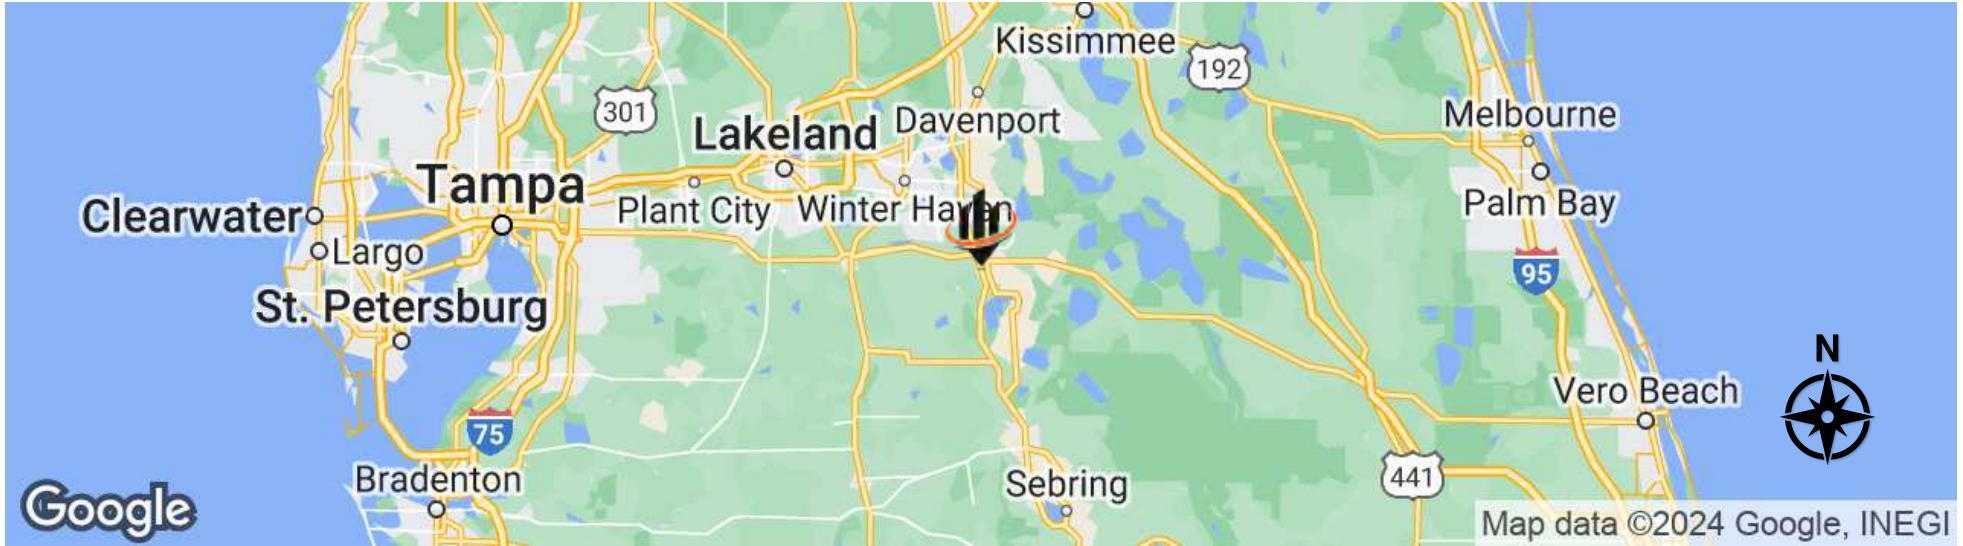 Kissimmee
192
301
Melbourne
Lakeland
Davenport
Tampa
Plant City
Winter Haven
Palm Bay
Clearwater
Largo
95
St. Petersburg
N
Vero Beach
75
Bradenton
Sebring
441
Google
Map data ©2024 Google, INEGI